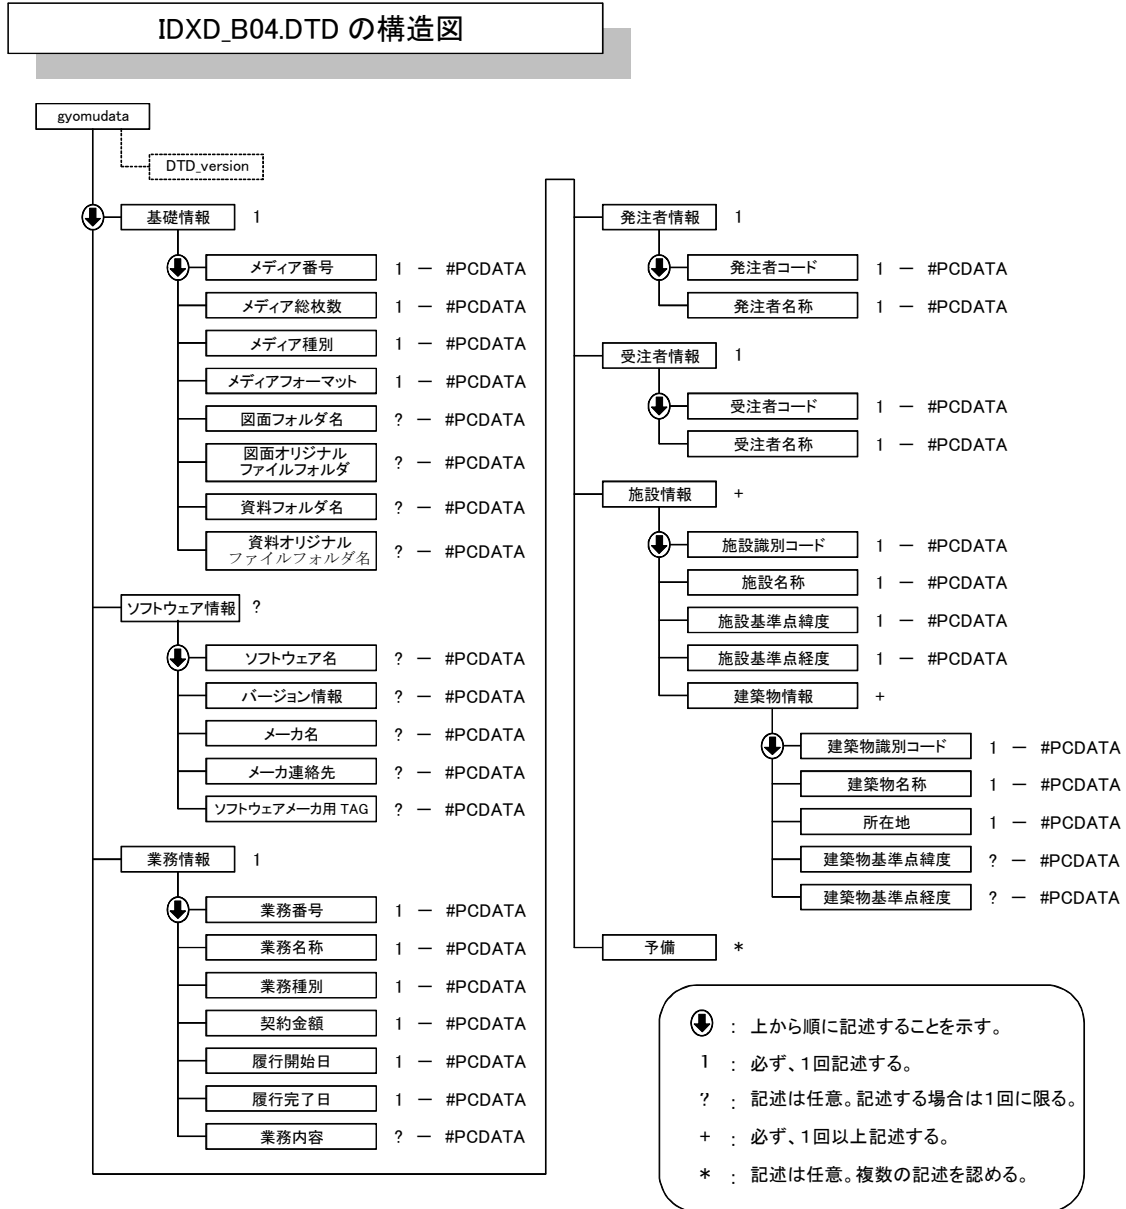 IDXD_B04.DTD の構造図
gyomudata
DTD_version
基礎情報 1
メディア番号 1 － #PCDATA
メディア総枚数 1 － #PCDATA
メディア種別 1 － #PCDATA
メディアフォーマット 1 － #PCDATA
図面フォルダ名 ? － #PCDATA
図面オリジナル
ファイルフォルダ ? － #PCDATA
資料フォルダ名 ? － #PCDATA
資料オリジナル
ファイルフォルダ名 ? － #PCDATA
ソフトウェア情報 ?
ソフトウェア名 ? － #PCDATA
バージョン情報 ? － #PCDATA
メーカ名 ? － #PCDATA
メーカ連絡先 ? － #PCDATA
ソフトウェアメーカ用 TAG ? － #PCDATA
業務情報 1
業務番号 1 － #PCDATA
業務名称 1 － #PCDATA
業務種別 1 － #PCDATA
契約金額 1 － #PCDATA
履行開始日 1 － #PCDATA
履行完了日 1 － #PCDATA
業務内容 ? － #PCDATA
発注者情報 1
発注者コード 1 － #PCDATA
発注者名称 1 － #PCDATA
受注者情報 1
受注者コード 1 － #PCDATA
受注者名称 1 － #PCDATA
施設情報 +
施設識別コード 1 － #PCDATA
施設名称 1 － #PCDATA
施設基準点緯度 1 － #PCDATA
施設基準点経度 1 － #PCDATA
建築物情報 +
建築物識別コード 1 － #PCDATA
建築物名称 1 － #PCDATA
所在地 1 － #PCDATA
建築物基準点緯度 ? － #PCDATA
建築物基準点経度 ? － #PCDATA
予備 *
： 上から順に記述することを示す。
1 ： 必ず、1回記述する。
? ： 記述は任意。記述する場合は1回に限る。
+ ： 必ず、1回以上記述する。
* ： 記述は任意。複数の記述を認める。